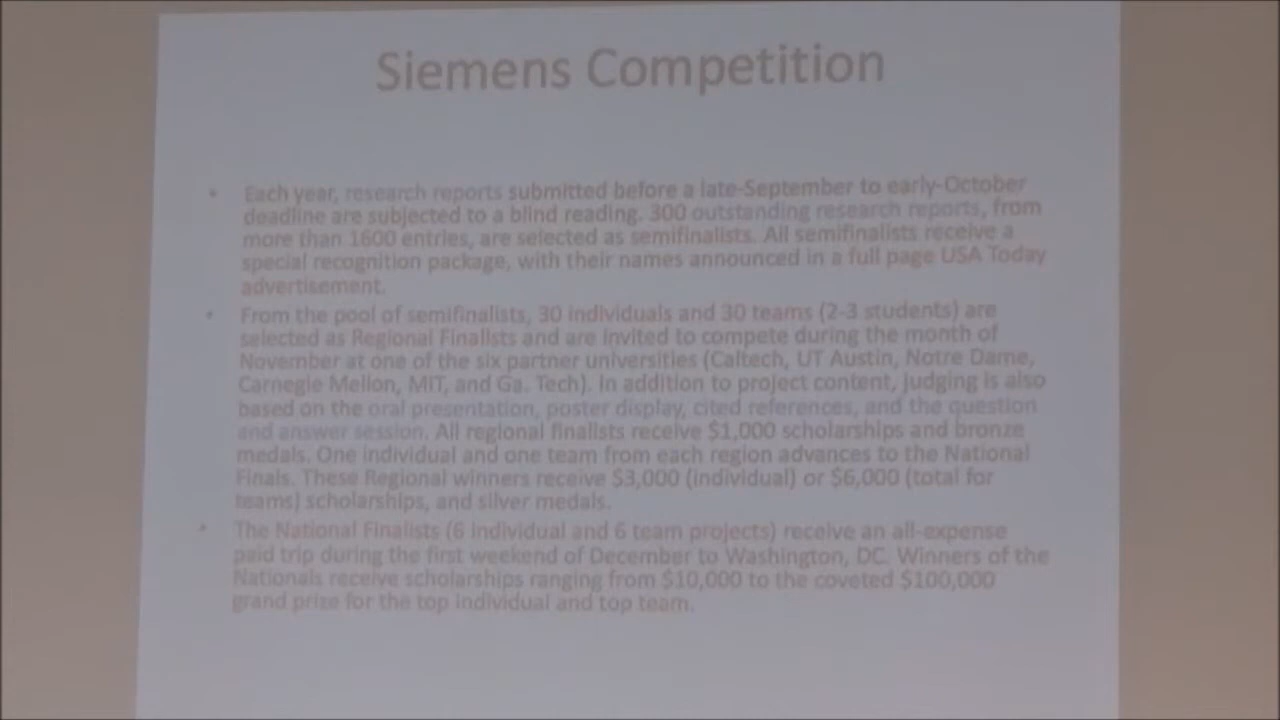 Siemens Competition
• Each year, research reports submitted before a late-September to early-October
deadline are subjected to a blind reading. 300 outstanding research reports, from
more than 1600 entries, are selected as semifinalists. All semifinalists receive a
special recognition package, with their names announced in a full page USA Today
advertisement.
• From the pool of semifinalists, 30 individuals and 30 teams (2-3 students) are
selected as Regional Finalists and are invited to compete during the month of
November at one of the six partner universities (Caltech, UT Austin, Notre Dame,
Carnegie Mellon, MIT, and Ga. Tech). In addition to project content, judging is also
based on the oral presentation, poster display, cited references, and the question
and answer session. All regional finalists receive $1,000 scholarships and bronze
medals. One individual and one team from each region advances to the National
Finals. These Regional winners receive $3,000 (individual) or $6,000 (total for
teams) scholarships, and silver medals.
• The National Finalists (6 individual and 6 team projects) receive an all-expense
paid trip during the first weekend of December to Washington, DC. Winners of the
Nationals receive scholarships ranging from $10,000 to the coveted $100,000
grand prize for the top individual and top team.